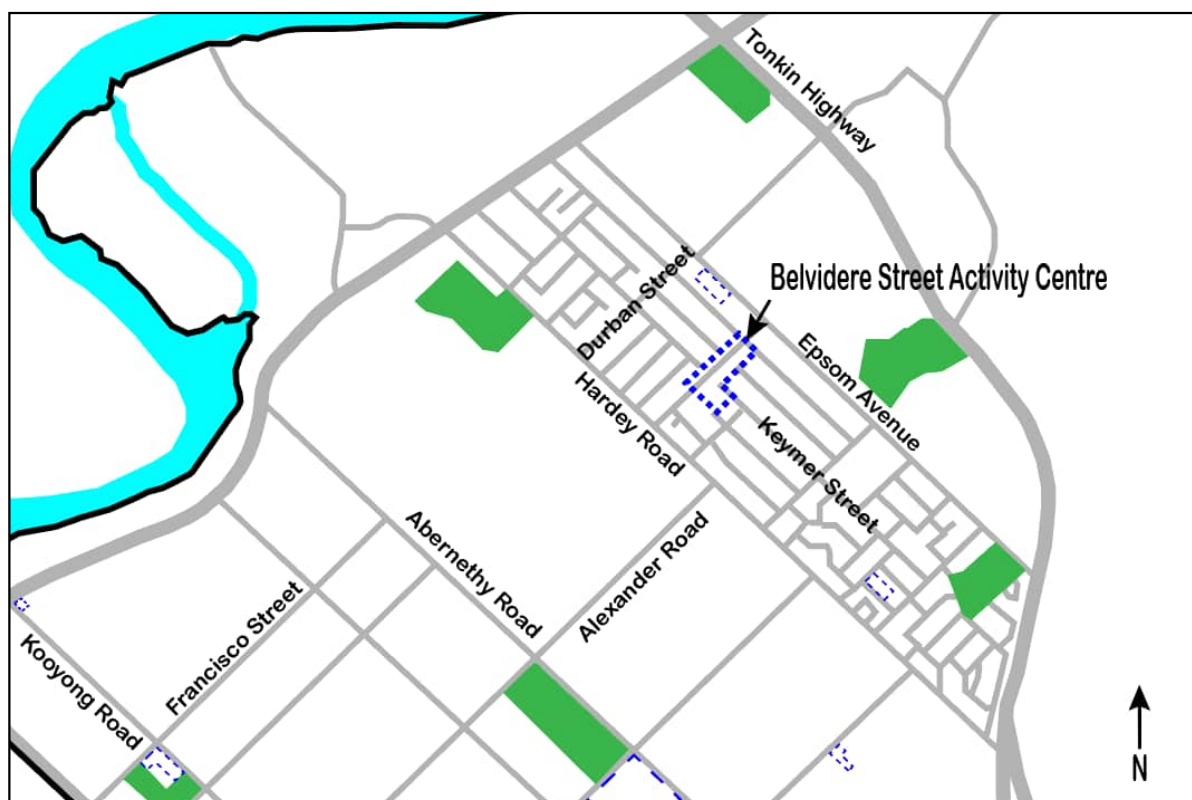 Tonkin Highway
Durban Street
Belvidere Street Activity Centre
Epsom Avenue
Hardey Road
Keymer Street
Abernethy Road
Alexander Road
Francisco Street
Kooyong Road
N